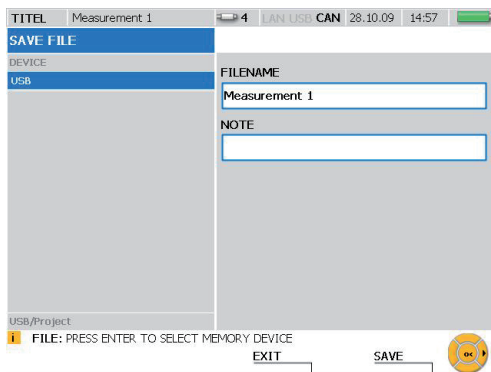 TITEL Measurement 1 4 LAN USB CAN 28.10.09 14:57
SAVE FILE
DEVICE
USB
FILENAME
Measurement 1
NOTE
USB/Project
i FILE: PRESS ENTER TO SELECT MEMORY DEVICE
EXIT SAVE
OK